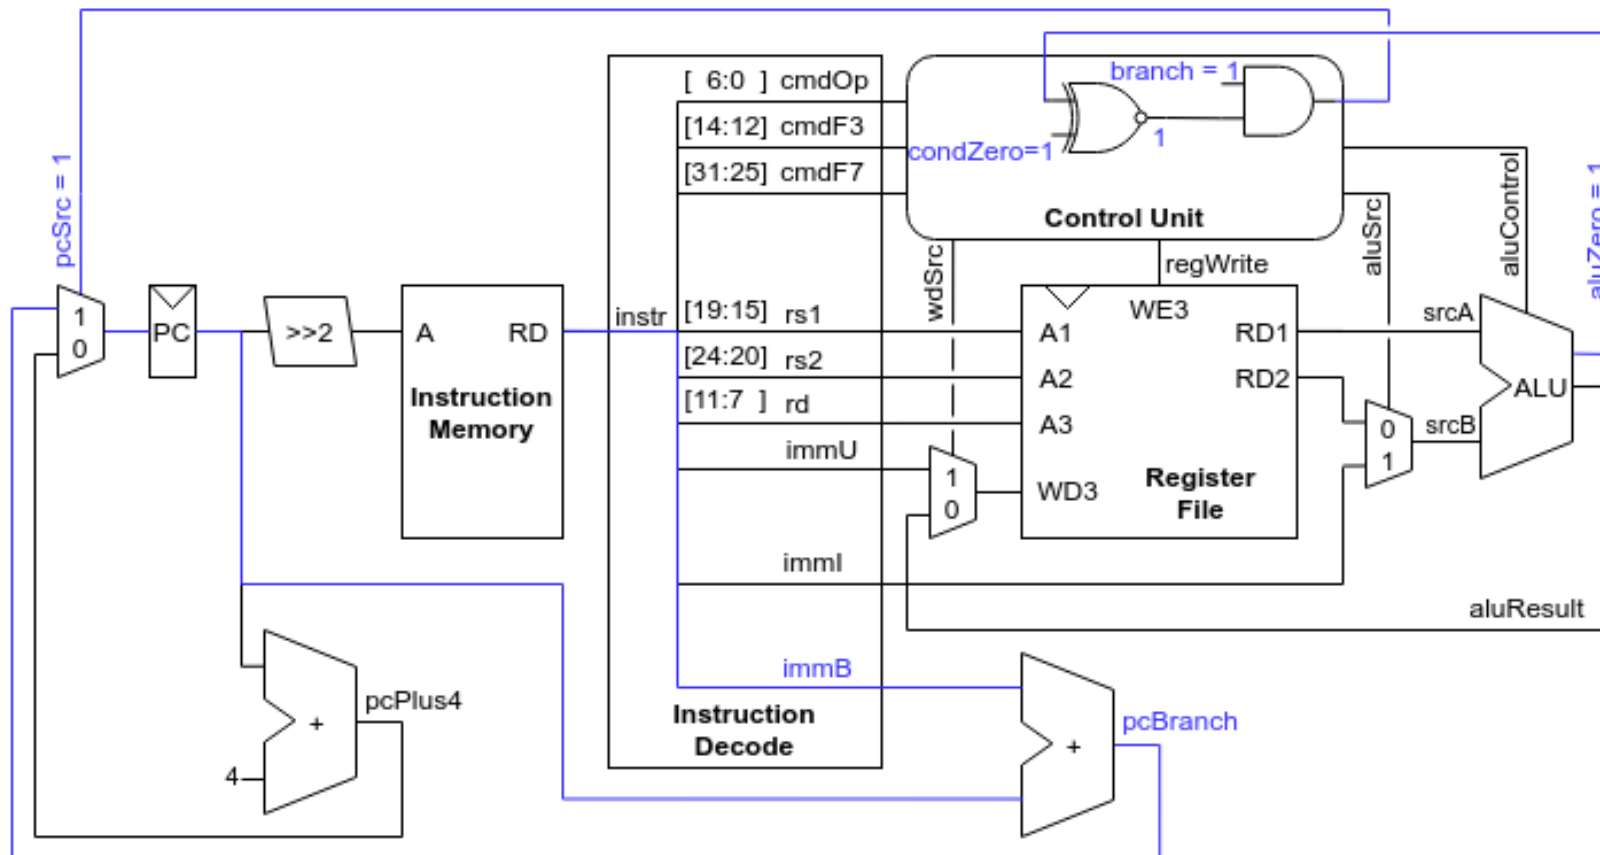 [ 6:0 ] cmdOp
branch = 1
[14:12] cmdF3
condZero=1
1
[31:25] cmdF7
Control Unit
pcSrc = 1
aluZero = 1
aluControl
aluSrc
wdSrc
regWrite
1
0
PC
>>2
A
RD
Instruction
Memory
instr
[19:15] rs1
[24:20] rs2
[11:7 ] rd
immU
1
0
A1
A2
A3
WD3
WE3
RD1
RD2
Register
File
srcA
srcB
0
1
ALU
immI
aluResult
immB
Instruction
Decode
pcPlus4
+
4
+
pcBranch